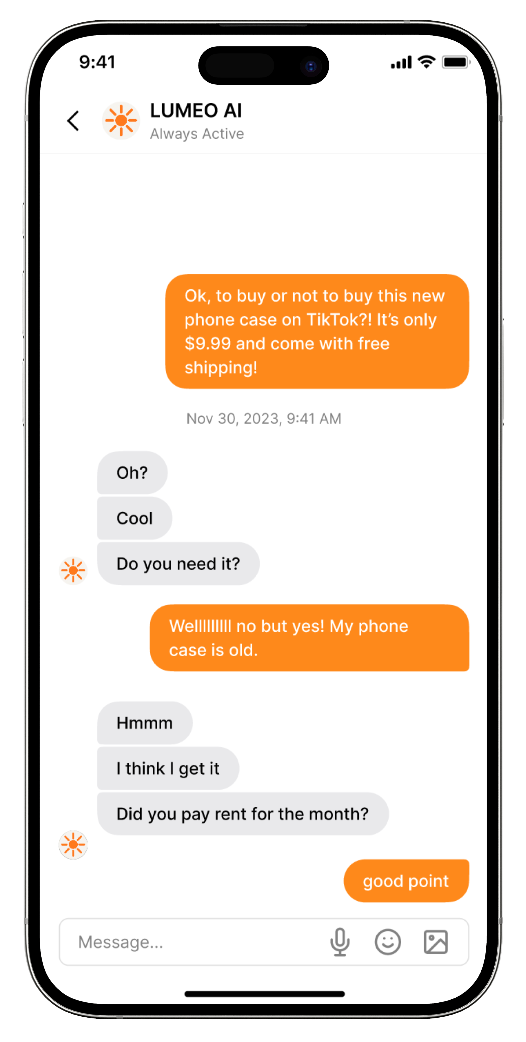 9:41
LUMEO AI
Always Active
Ok, to buy or not to buy this new
phone case on TikTok?! It's only
$9.99 and come with free
shipping!
Nov 30, 2023, 9:41 AM
Oh?
Cool
Do you need it?
Welllllllll no but yes! My phone
case is old.
Hmmm
I think I get it
Did you pay rent for the month?
good point
Message...